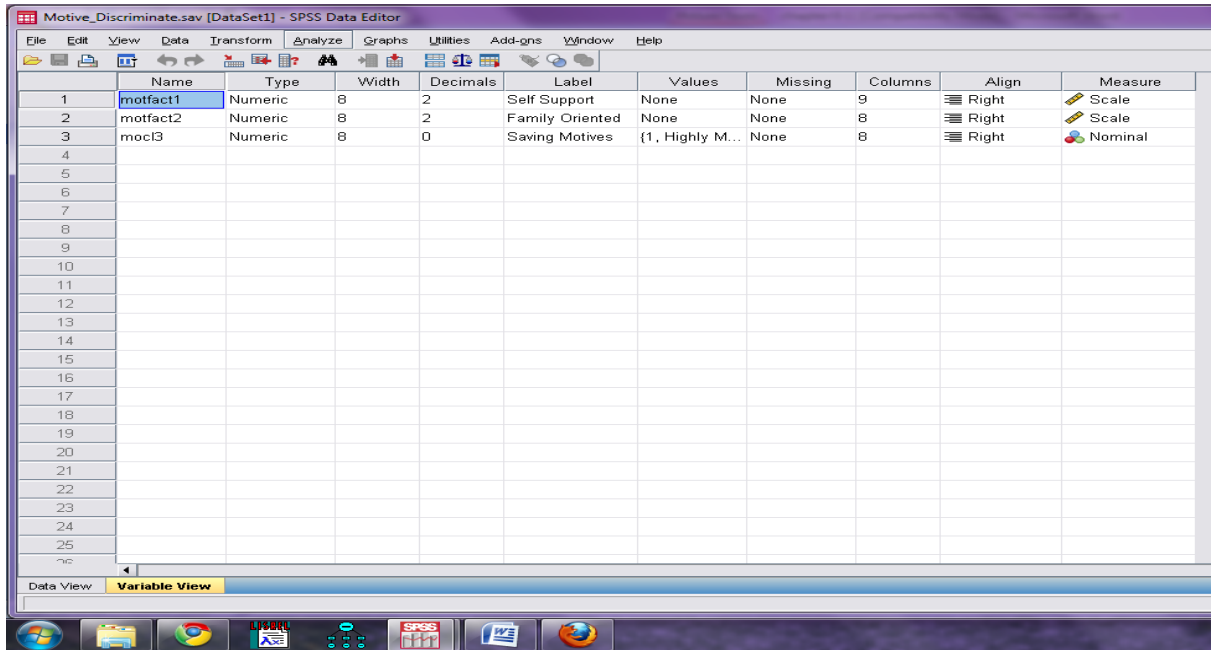 Motive_Discriminate.sav [DataSet1] - SPSS Data Editor
File Edit View Data Transform Analyze Graphs Utilities Add-ons Window Help
Name Type Width Decimals Label Values Missing Columns Align Measure
1 motfact1 Numeric 8 2 Self Support None None 9 Right Scale
2 motfact2 Numeric 8 2 Family Oriented None None 8 Right Scale
3 mocl3 Numeric 8 0 Saving Motives {1, Highly M... None 8 Right Nominal
4
5
6
7
8
9
10
11
12
13
14
15
16
17
18
19
20
21
22
23
24
25
Data View Variable View
LISREL SPSS